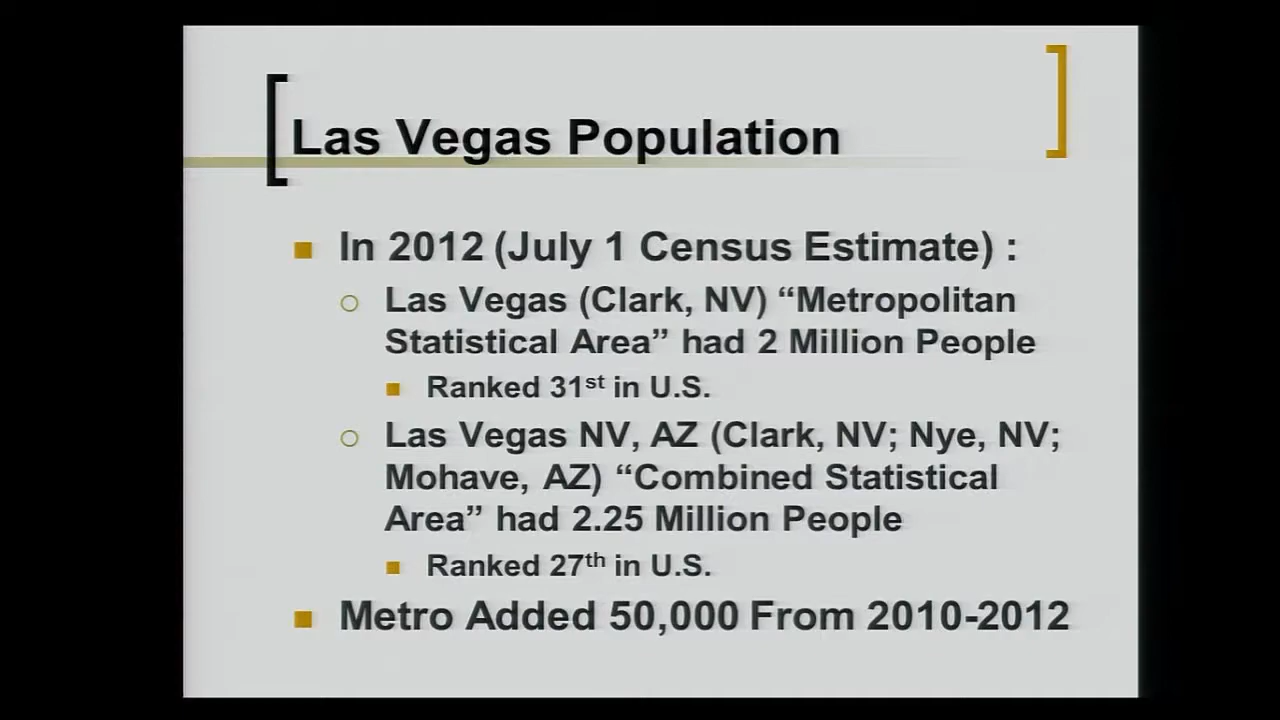 Las Vegas Population
In 2012 (July 1 Census Estimate) :
Las Vegas (Clark, NV) “Metropolitan
Statistical Area” had 2 Million People
Ranked 31st in U.S.
Las Vegas NV, AZ (Clark, NV; Nye, NV;
Mohave, AZ) “Combined Statistical
Area” had 2.25 Million People
Ranked 27th in U.S.
Metro Added 50,000 From 2010-2012